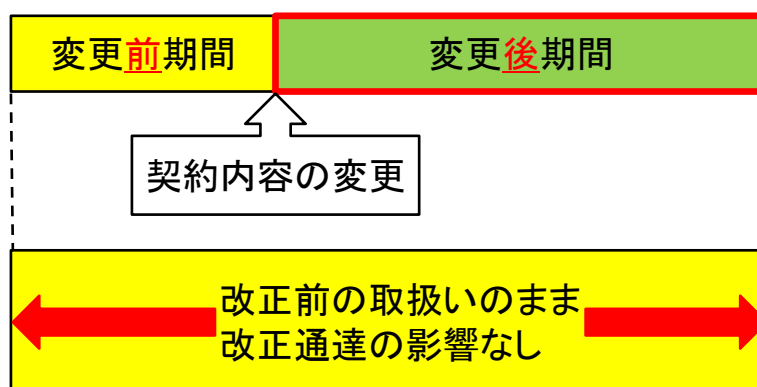 変更前期間
変更後期間
契約内容の変更
改正前の取扱いのまま
改正通達の影響なし